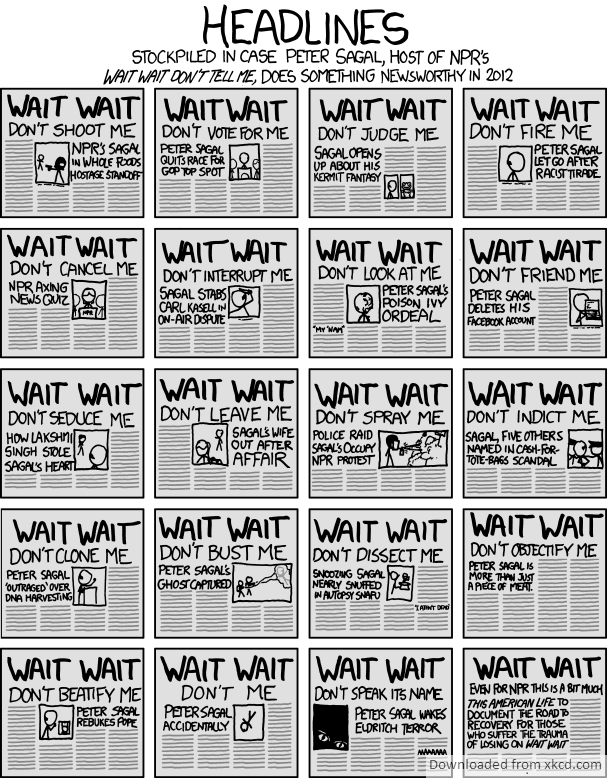 HEADLINES
STOCKPILED IN CASE PETER SAGAL, HOST OF NPR'S
WAIT WAIT DON'T TELL ME, DOES SOMETHING NEWSWORTHY IN 2012
WAIT WAIT
DON'T SHOOT ME
NPR'S SAGAL
IN WHOLE FOODS
HOSTAGE STANDOFF
WAIT WAIT
DON'T VOTE FOR ME
PETER SAGAL
QUITS RACE FOR
GOP TOP SPOT
WAIT WAIT
DON'T JUDGE ME
SAGAL OPENS
UP ABOUT HIS
KERMIT FANTASY
WAIT WAIT
DON'T FIRE ME
PETER SAGAL
LET GO AFTER
RACIST TIRADE
WAIT WAIT
DON'T CANCEL ME
NPR AXING
NEWS QUIZ
NPR
WAIT WAIT
DON'T INTERRUPT ME
SAGAL STABS
CARL KASELL IN
ON-AIR DISPUTE
WAIT WAIT
DON'T LOOK AT ME
PETER SAGAL'S
POISON IVY
ORDEAL
WAIT WAIT
DON'T FRIEND ME
PETER SAGAL
DELETES HIS
FACEBOOK ACCOUNT
WAIT WAIT
DON'T SEDUCE ME
HOW LAKSHMI
SINGH STOLE
SAGAL'S HEART
WAIT WAIT
DON'T LEAVE ME
SAGAL'S WIFE
OUT AFTER
AFFAIR
WAIT WAIT
DON'T SPRAY ME
POLICE RAID
SAGAL'S OCCUPY
NPR PROTEST
WAIT WAIT
DON'T INDICT ME
SAGAL, FIVE OTHERS
NAMED IN CASH-FOR-
TOTE-BAGS SCANDAL
WAIT WAIT
DON'T CLONE ME
PETER SAGAL
'OUTRAGED' OVER
DNA HARVESTING
WAIT WAIT
DON'T BUST ME
PETER SAGAL'S
GHOST CAPTURED
WAIT WAIT
DON'T DISSECT ME
SNOOZING SAGAL
NEARLY SNUFFED
IN AUTOPSY SNAFU
WAIT WAIT
DON'T OBJECTIFY ME
PETER SAGAL IS
MORE THAN JUST
A PIECE OF MEAT.
WAIT WAIT
DON'T BEATIFY ME
PETER SAGAL
REBUKES POPE
WAIT WAIT
DON'T ME
PETER SAGAL
ACCIDENTALLY
WAIT WAIT
DON'T SPEAK ITS NAME
PETER SAGAL WAKES
ELDRITCH TERROR
WAIT WAIT
EVEN FOR NPR THIS IS A BIT MUCH
THIS AMERICAN LIFE TO
DOCUMENT THE ROAD TO
RECOVERY FOR THOSE
WHO SUFFER THE TRAUMA
OF LOSING ON WAIT WAIT
Downloaded from xkcd.com